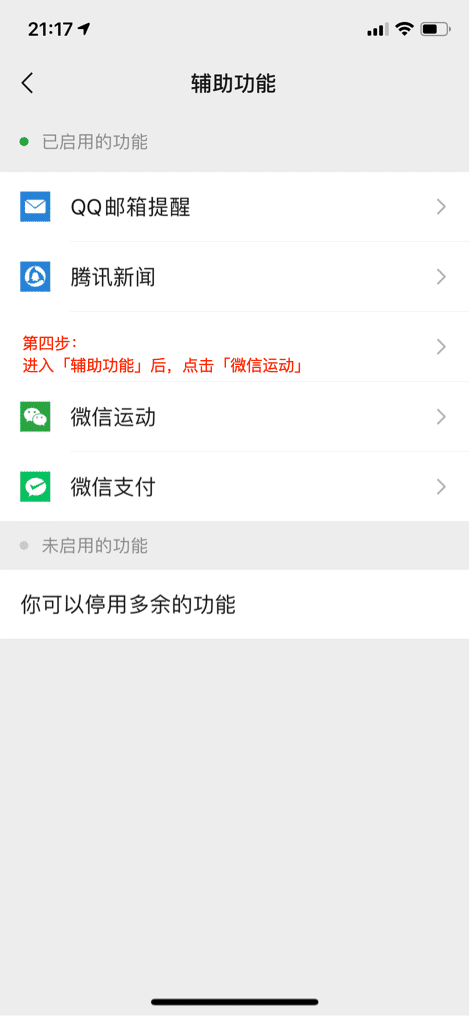 21:17
辅助功能
已启用的功能
QQ邮箱提醒
腾讯新闻
第四步：
进入「辅助功能」后，点击「微信运动」
微信运动
微信支付
未启用的功能
你可以停用多余的功能